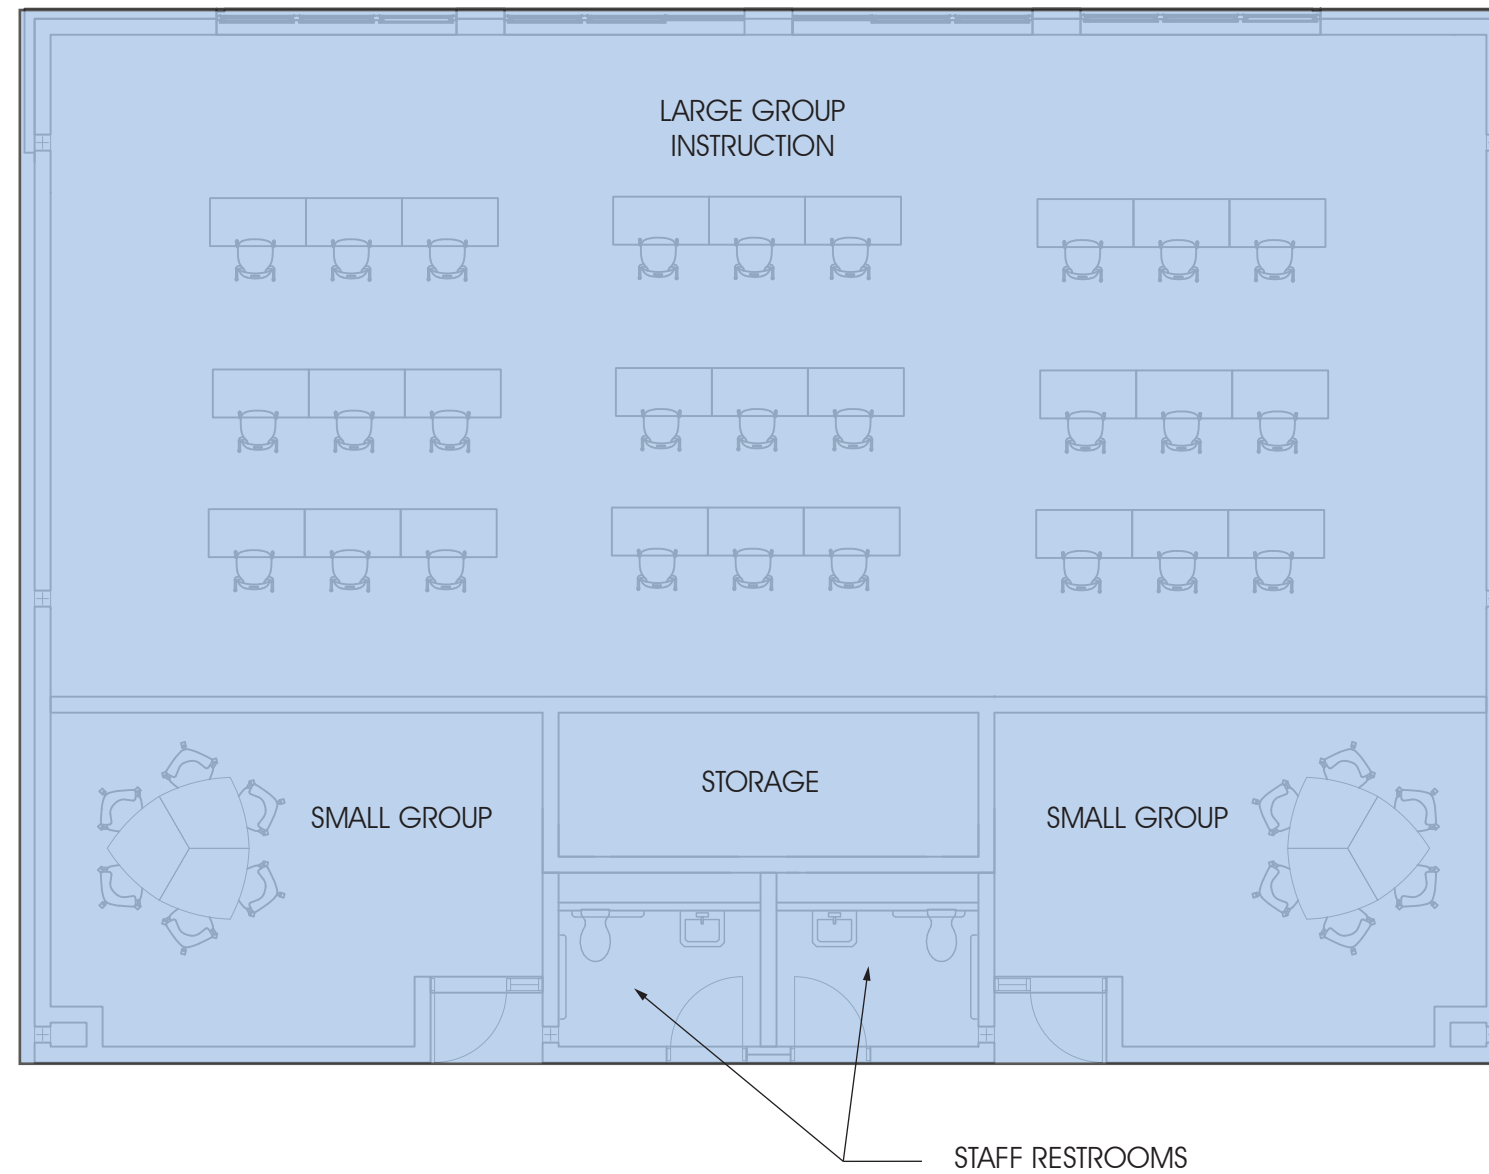 LARGE GROUP
INSTRUCTION
STORAGE
SMALL GROUP
SMALL GROUP
STAFF RESTROOMS